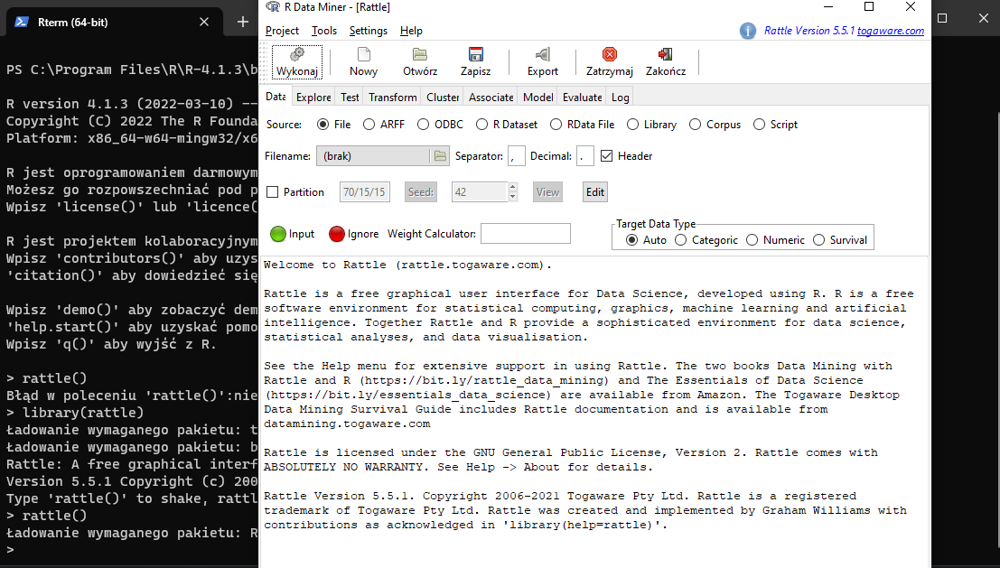 Rterm (64-bit)
PS C:\Program Files\R\R-4.1.3\b
R version 4.1.3 (2022-03-10) --
Copyright (C) 2022 The R Founda
Platform: x86_64-w64-mingw32/x6
R jest oprogramowaniem darmowym
Możesz go rozpowszechniać pod p
Wpisz 'license()' lub 'licence(
R jest projektem kolaboracyjnym
Wpisz 'contributors()' aby uzys
'citation()' aby dowiedzieć się
Wpisz 'demo()' aby zobaczyć dem
'help.start()' aby uzyskać pomo
Wpisz 'q()' aby wyjść z R.
> rattle()
Błąd w poleceniu 'rattle()':nie
> library(rattle)
Ładowanie wymaganego pakietu: t
Ładowanie wymaganego pakietu: b
Rattle: A free graphical interf
Version 5.5.1 Copyright (c) 200
Type 'rattle()' to shake, rattl
> rattle()
Ładowanie wymaganego pakietu: R
>
R Data Miner - [Rattle]
Project Tools Settings Help
Rattle Version 5.5.1 togaware.com
Wykonaj Nowy Otwórz Zapisz Export Zatrzymaj Zakończ
Data Explore Test Transform Cluster Associate Model Evaluate Log
Source: File ARFF ODBC R Dataset RData File Library Corpus Script
Filename: (brak) Separator: , Decimal: . Header
Partition 70/15/15 Seed: 42 View Edit
Target Data Type
Input Ignore Weight Calculator: Auto Categoric Numeric Survival
Welcome to Rattle (rattle.togaware.com).
Rattle is a free graphical user interface for Data Science, developed using R. R is a free
software environment for statistical computing, graphics, machine learning and artificial
intelligence. Together Rattle and R provide a sophisticated environment for data science,
statistical analyses, and data visualisation.
See the Help menu for extensive support in using Rattle. The two books Data Mining with
Rattle and R (https://bit.ly/rattle_data_mining) and The Essentials of Data Science
(https://bit.ly/essentials_data_science) are available from Amazon. The Togaware Desktop
Data Mining Survival Guide includes Rattle documentation and is available from
datamining.togaware.com
Rattle is licensed under the GNU General Public License, Version 2. Rattle comes with
ABSOLUTELY NO WARRANTY. See Help -> About for details.
Rattle Version 5.5.1. Copyright 2006-2021 Togaware Pty Ltd. Rattle is a registered
trademark of Togaware Pty Ltd. Rattle was created and implemented by Graham Williams with
contributions as acknowledged in 'library(help=rattle)'.